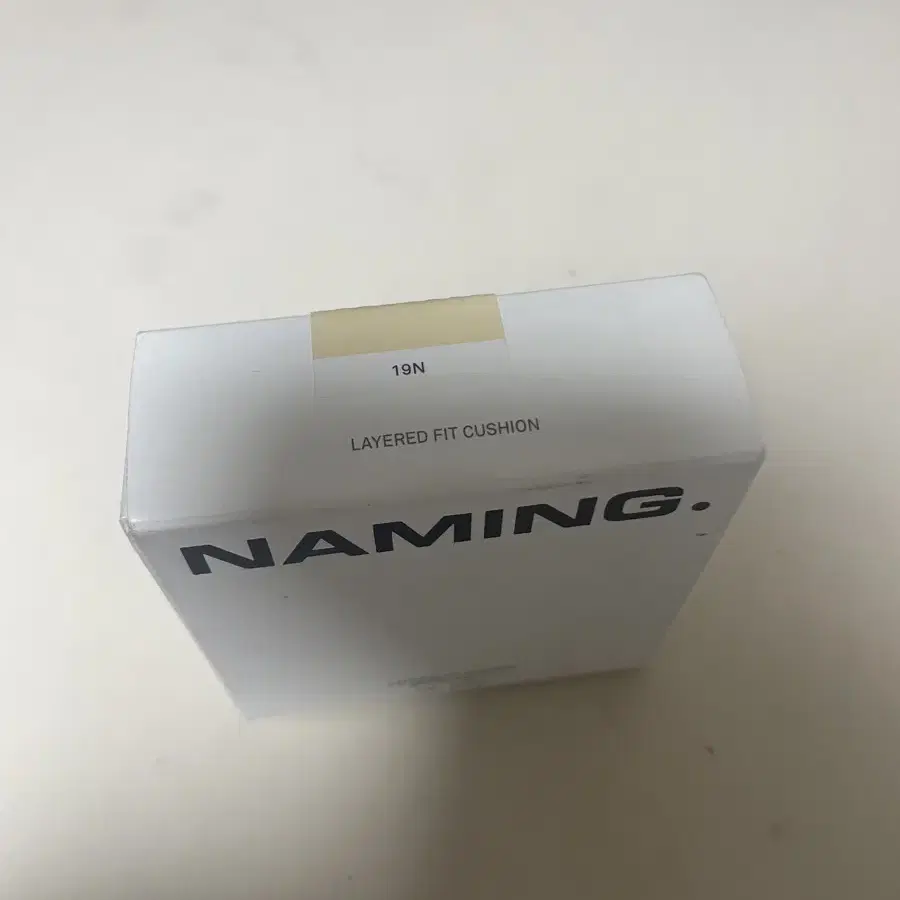 19N
LAYERED FIT CUSHION
NAMING.